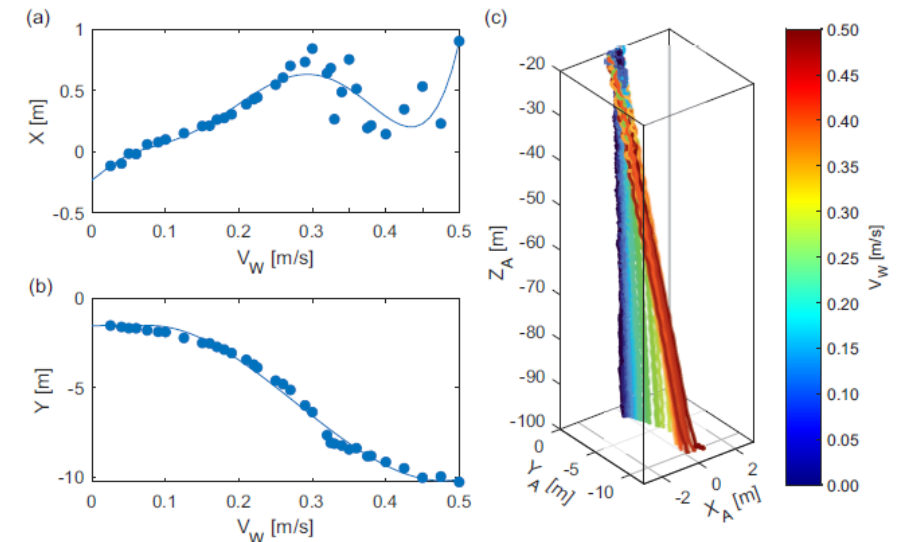 (a)
1
0.5
0
-0.5
X [m]
0 0.1 0.2 0.3 0.4 0.5
V_W [m/s]
(b)
0
-5
-10
Y [m]
0 0.1 0.2 0.3 0.4 0.5
V_W [m/s]
(c)
-20
-30
-40
-50
-60
-70
-80
-90
-100
Z_A [m]
0
-5
-10
Y_A [m]
-2 0 2
X_A [m]
0.50
0.45
0.40
0.35
0.30
0.25
0.20
0.15
0.10
0.05
0.00
V_W [m/s]